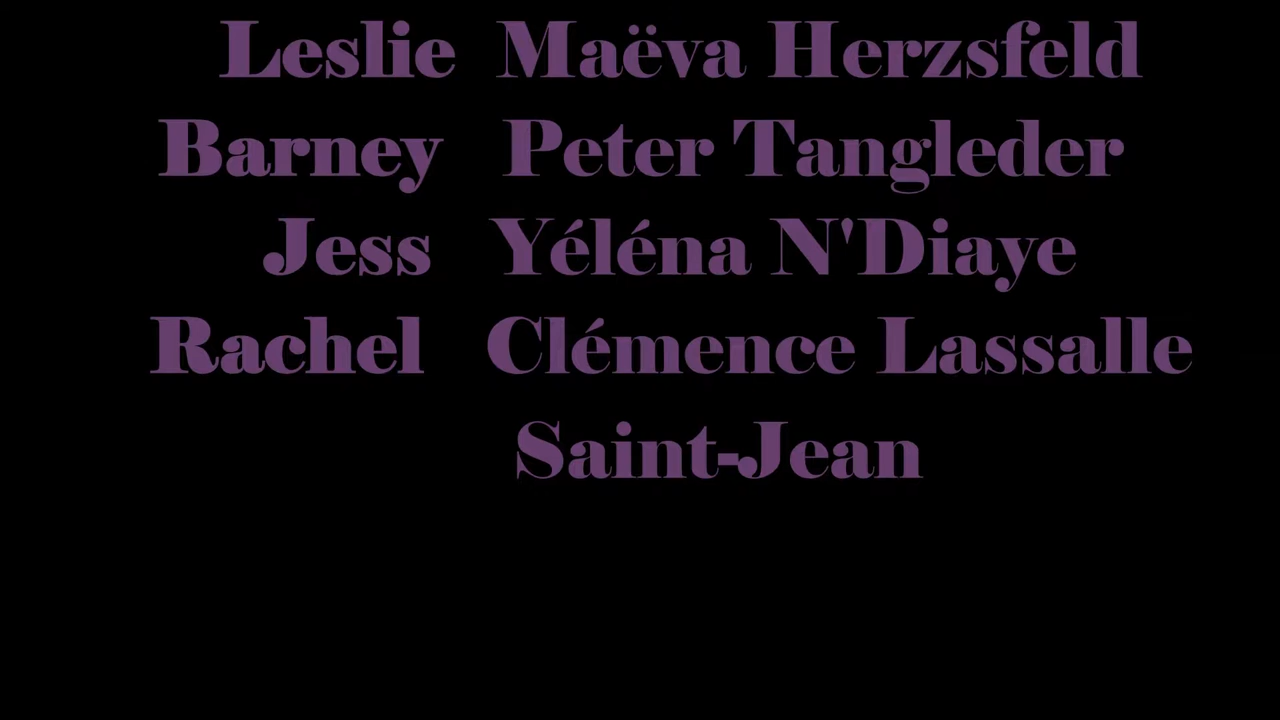 Leslie Maëva Herzsfeld
Barney Peter Tangleder
Jess Yéléna N'Diaye
Rachel Clémence Lassalle
Saint-Jean